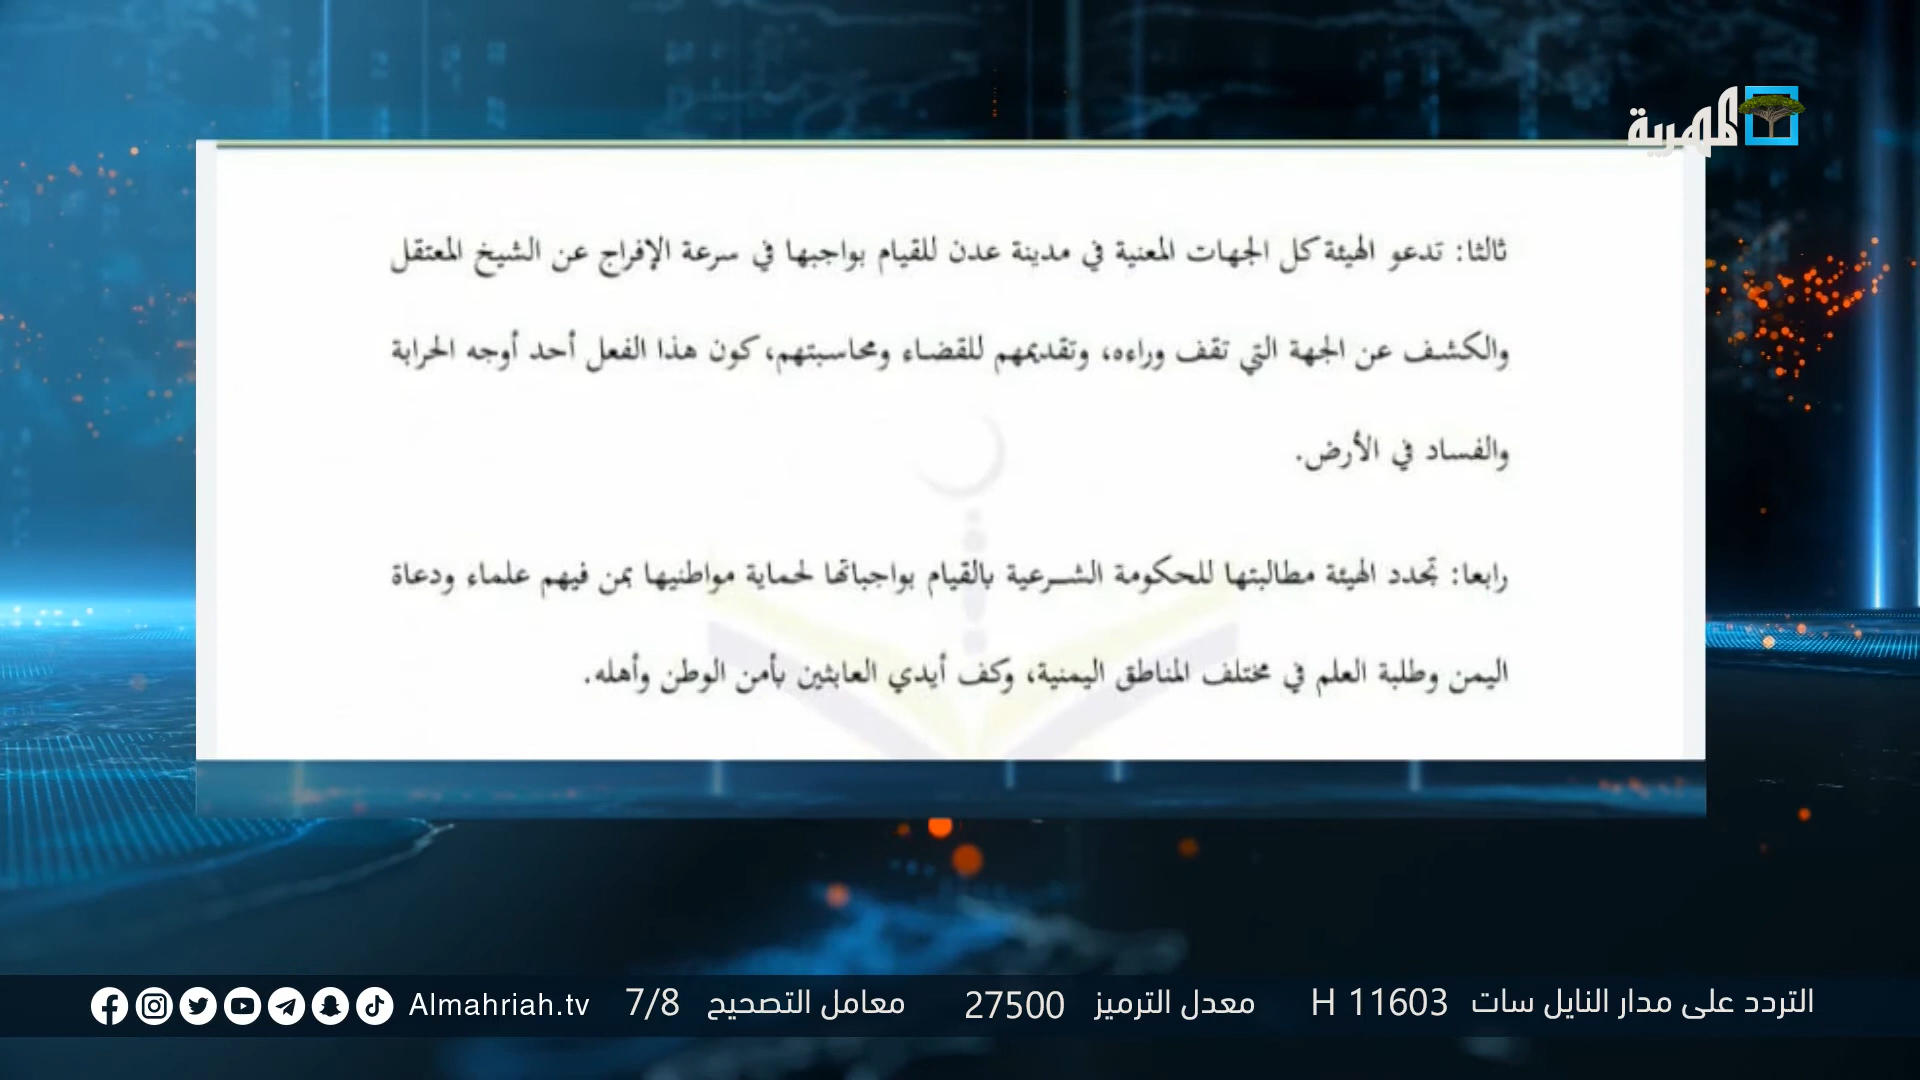 المهرية
ثالثا: تدعو الهيئة كل الجهات المعنية في مدينة عدن للقيام بواجبها في سرعة الإفراج عن الشيخ المعتقل
والكشف عن الجهة التي تقف وراءه، وتقديمهم للقضاء ومحاسبتهم، كون هذا الفعل أحد أوجه الحرابة
والفساد في الأرض.
رابعا: تجدد الهيئة مطالبتها للحكومة الشرعية بالقيام بواجباتها لحماية مواطنيها بمن فيهم علماء ودعاة
اليمن وطلبة العلم في مختلف المناطق اليمنية، وكف أيدي العابثين بأمن الوطن وأهله.
التردد على مدار النايل سات 11603 H معدل الترميز 27500 معامل التصحيح 7/8 Almahriah.tv